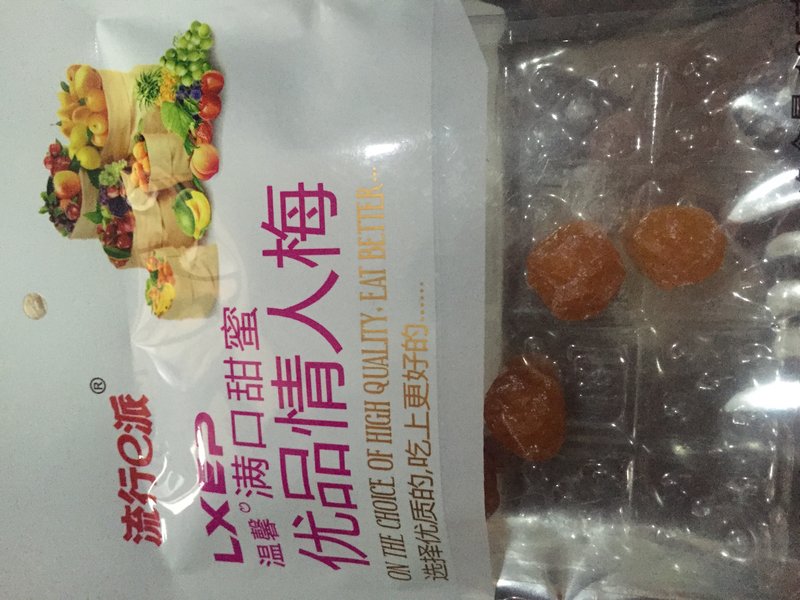 流行e派®
LXEP
温馨 满口甜蜜
优品情人梅
ON THE CHOICE OF HIGH QUALITY, EAT BETTER...
选择优质的,吃上更好的......